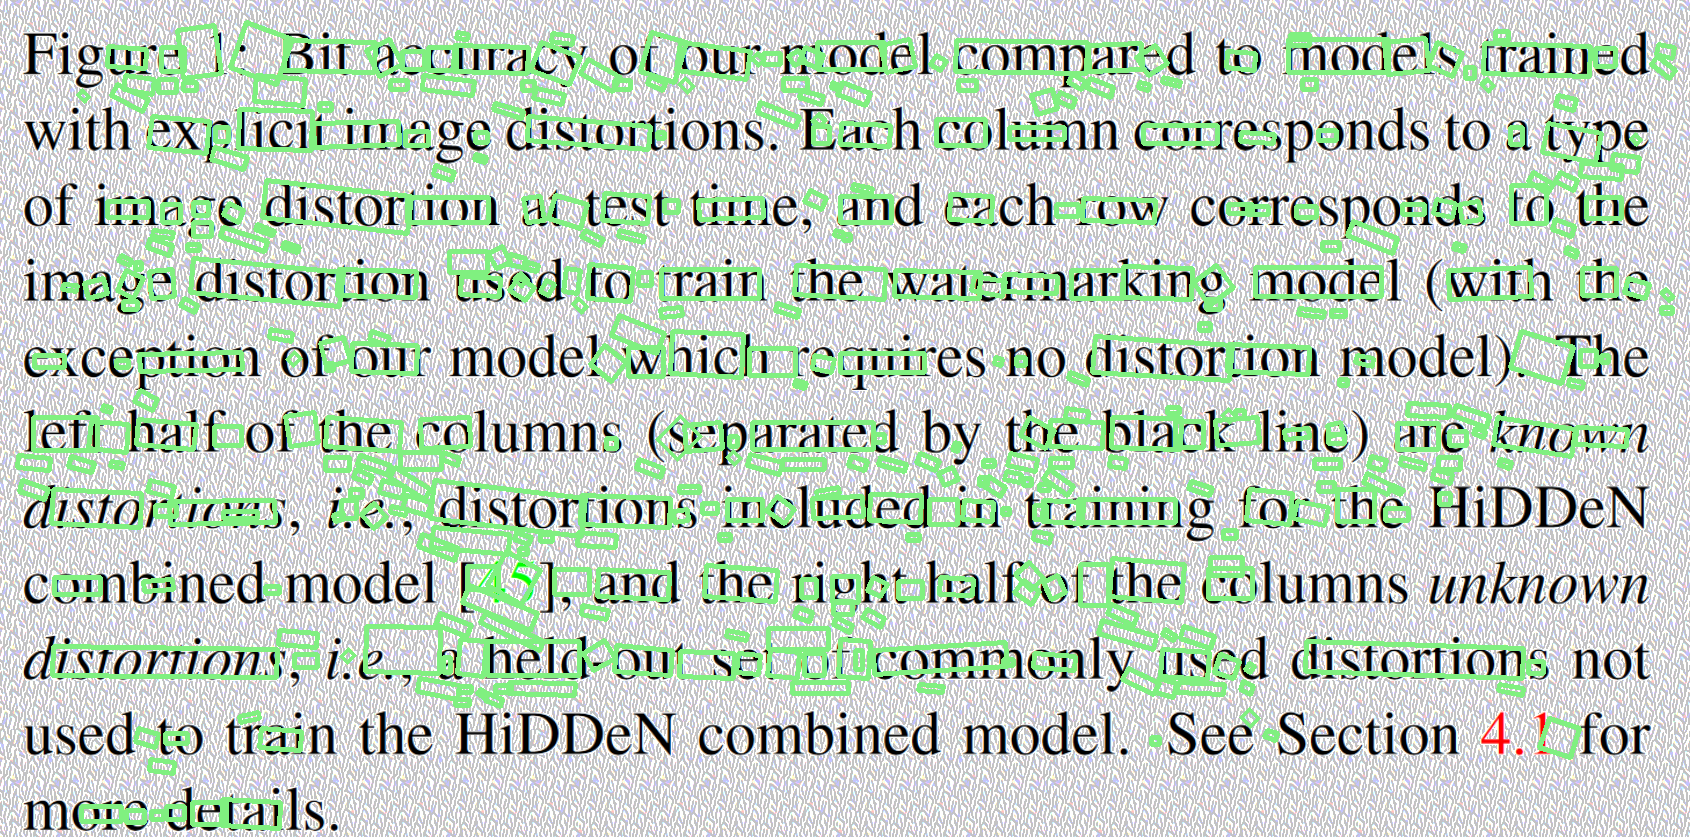 Figure 1: Bit accuracy of our model compared to models trained
with explicit image distortions. Each column corresponds to a type
of image distortion at test time, and each row corresponds to the
image distortion used to train the watermarking model (with the
exception of our model which requires no distortion model). The
left half of the columns (separated by the black line) are known
distortions, i.e., distortions included in training for the HiDDeN
combined model [45], and the right half of the columns unknown
distortions, i.e., a held-out set of commonly used distortions not
used to train the HiDDeN combined model. See Section 4.1 for
more details.